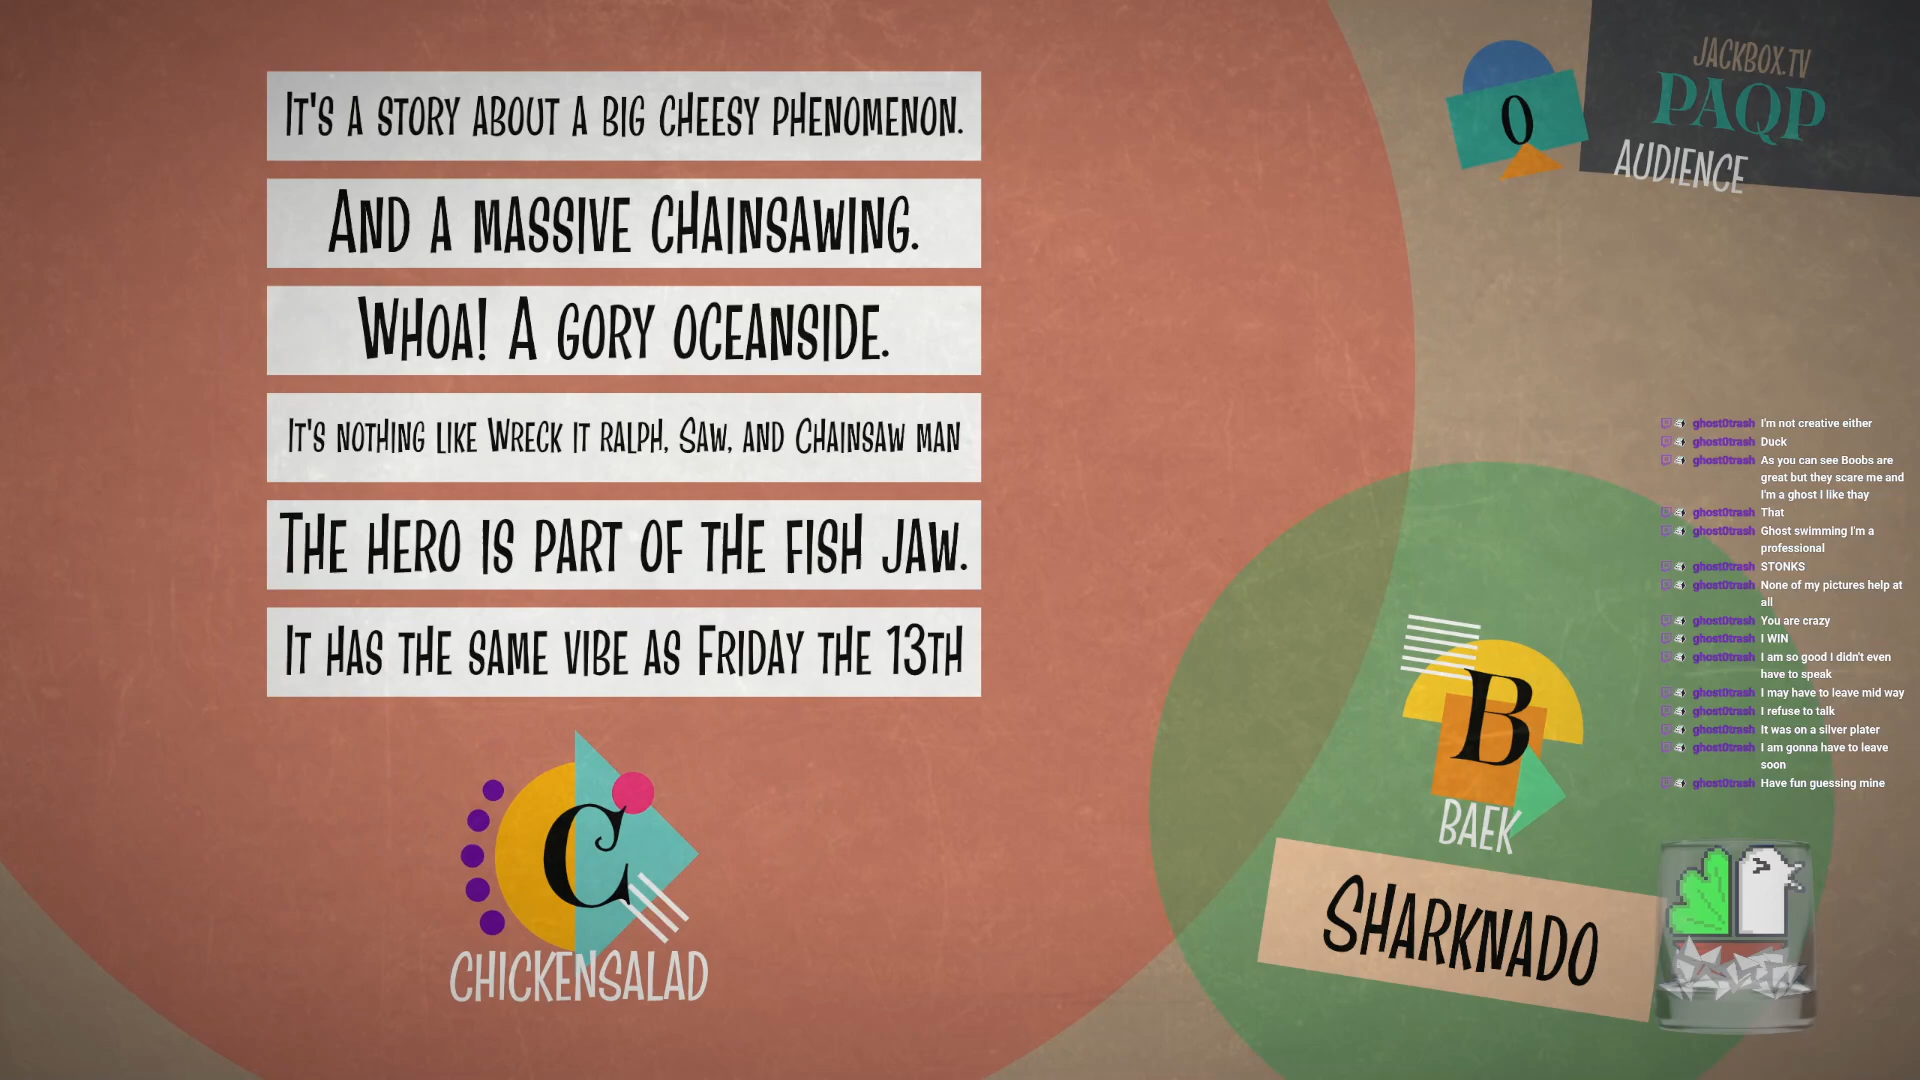 It's a story about a big cheesy phenomenon.
And a massive chainsawing.
Whoa! A gory oceanside.
It's nothing like Wreck it ralph, Saw, and Chainsaw man
The hero is part of the fish jaw.
It has the same vibe as Friday the 13th
C
CHICKENSALAD
0
JACKBOX.TV
PAQP
AUDIENCE
B
BAEK
Sharknado
ghost0trash I'm not creative either
ghost0trash Duck
ghost0trash As you can see Boobs are
great but they scare me and
I'm a ghost I like thay
ghost0trash That
ghost0trash Ghost swimming I'm a
professional
ghost0trash STONKS
ghost0trash None of my pictures help at
all
ghost0trash You are crazy
ghost0trash I WIN
ghost0trash I am so good I didn't even
have to speak
ghost0trash I may have to leave mid way
ghost0trash I refuse to talk
ghost0trash It was on a silver plater
ghost0trash I am gonna have to leave
soon
ghost0trash Have fun guessing mine